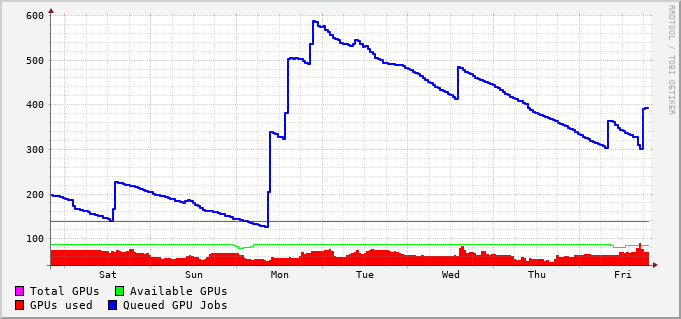 600
500
400
300
200
100
Sat Sun Mon Tue Wed Thu Fri
Total GPUs Available GPUs
GPUs used Queued GPU Jobs
RRDTOOL / TOBI OETIKER